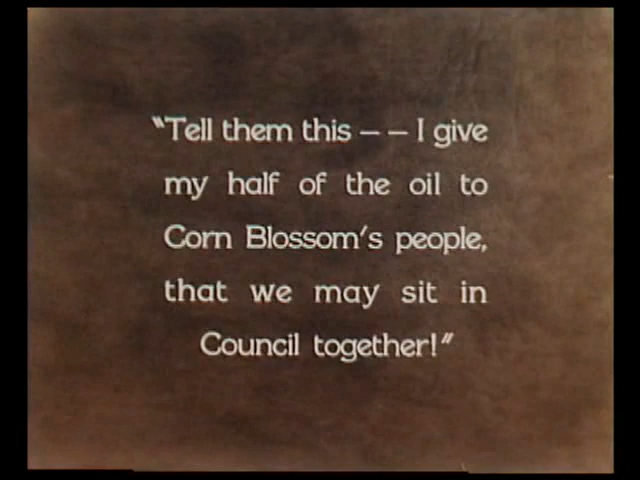 "Tell them this — — I give
my half of the oil to
Corn Blossom's people,
that we may sit in
Council together!"